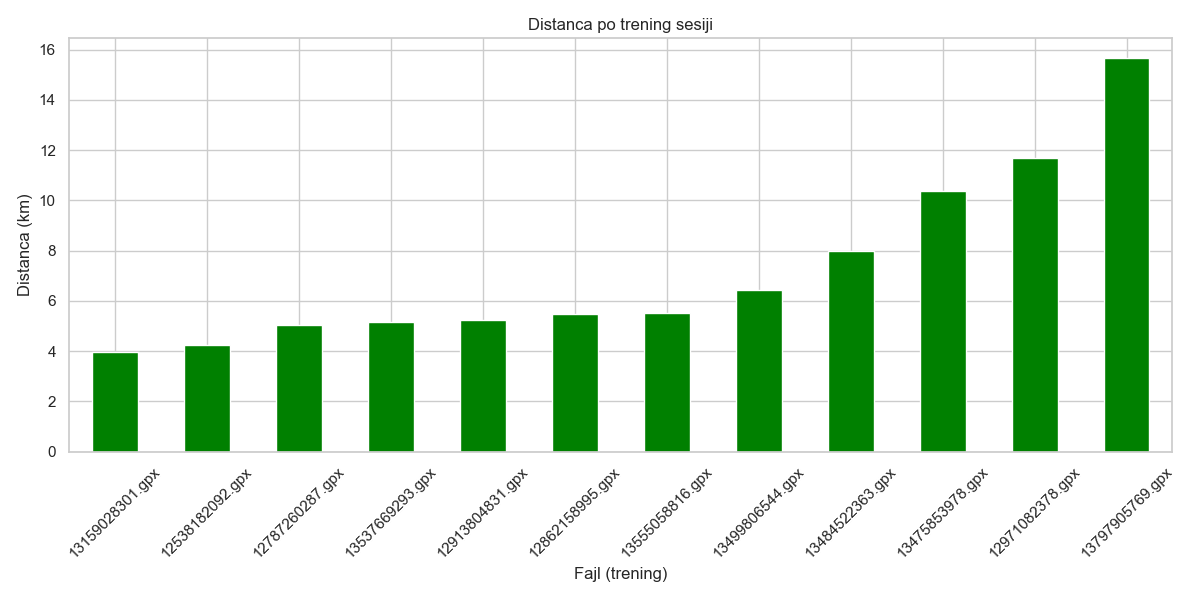 Distanca po trening sesiji
Distanca (km)
16
14
12
10
8
6
4
2
0
13159028301.gpx
12538182092.gpx
12787260287.gpx
13537669293.gpx
12913804831.gpx
12862158995.gpx
13555058816.gpx
13499806544.gpx
13484522363.gpx
13475853978.gpx
12971082378.gpx
13797905769.gpx
Fajl (trening)